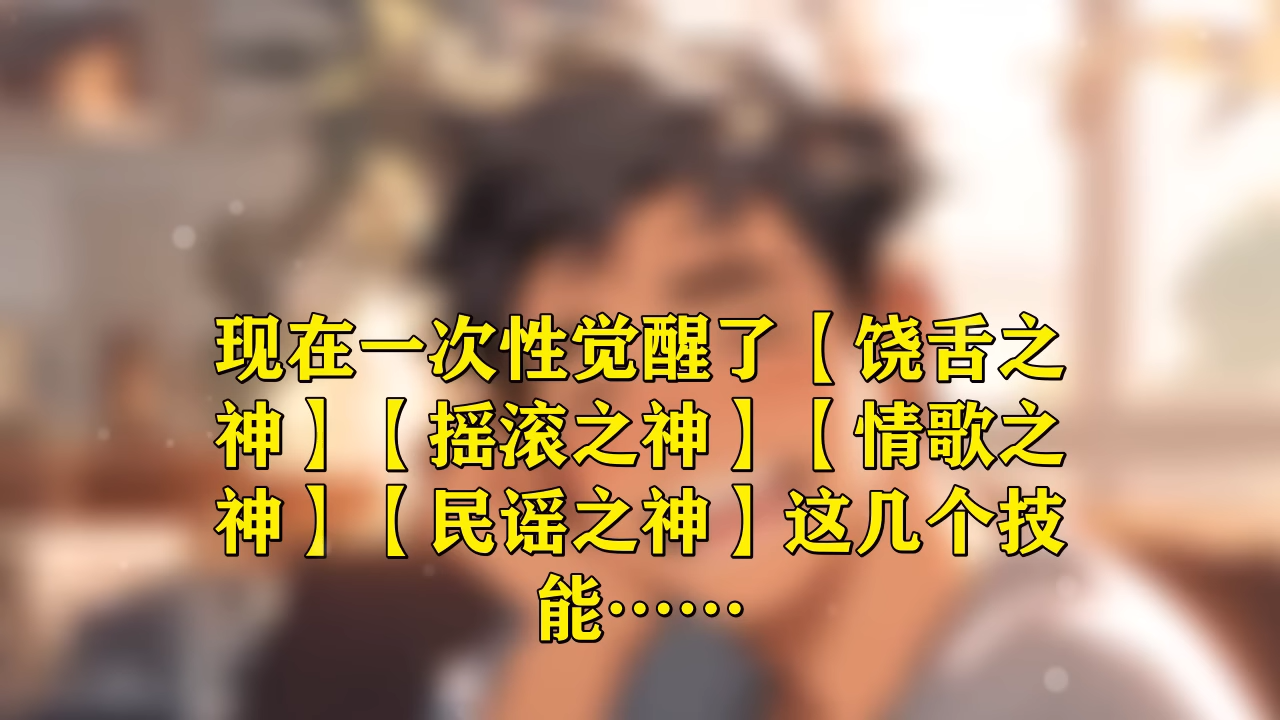 现在一次性觉醒了【饶舌之
神】【摇滚之神】【情歌之
神】【民谣之神】这几个技
能……